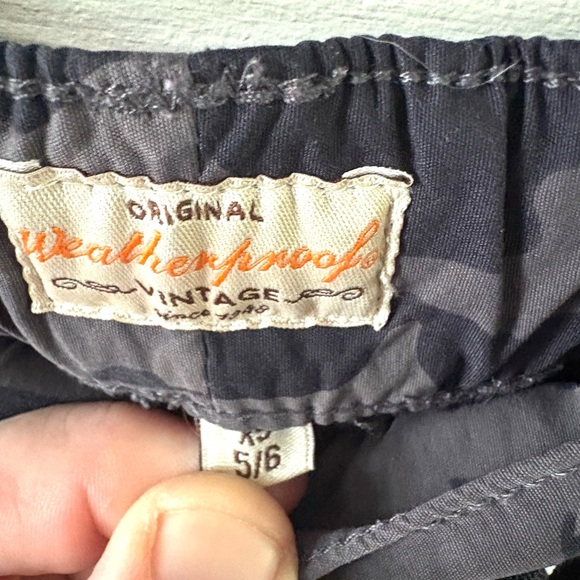 ORIGINAL
Weatherproof®
VINTAGE
Since 1948
XS
5/6